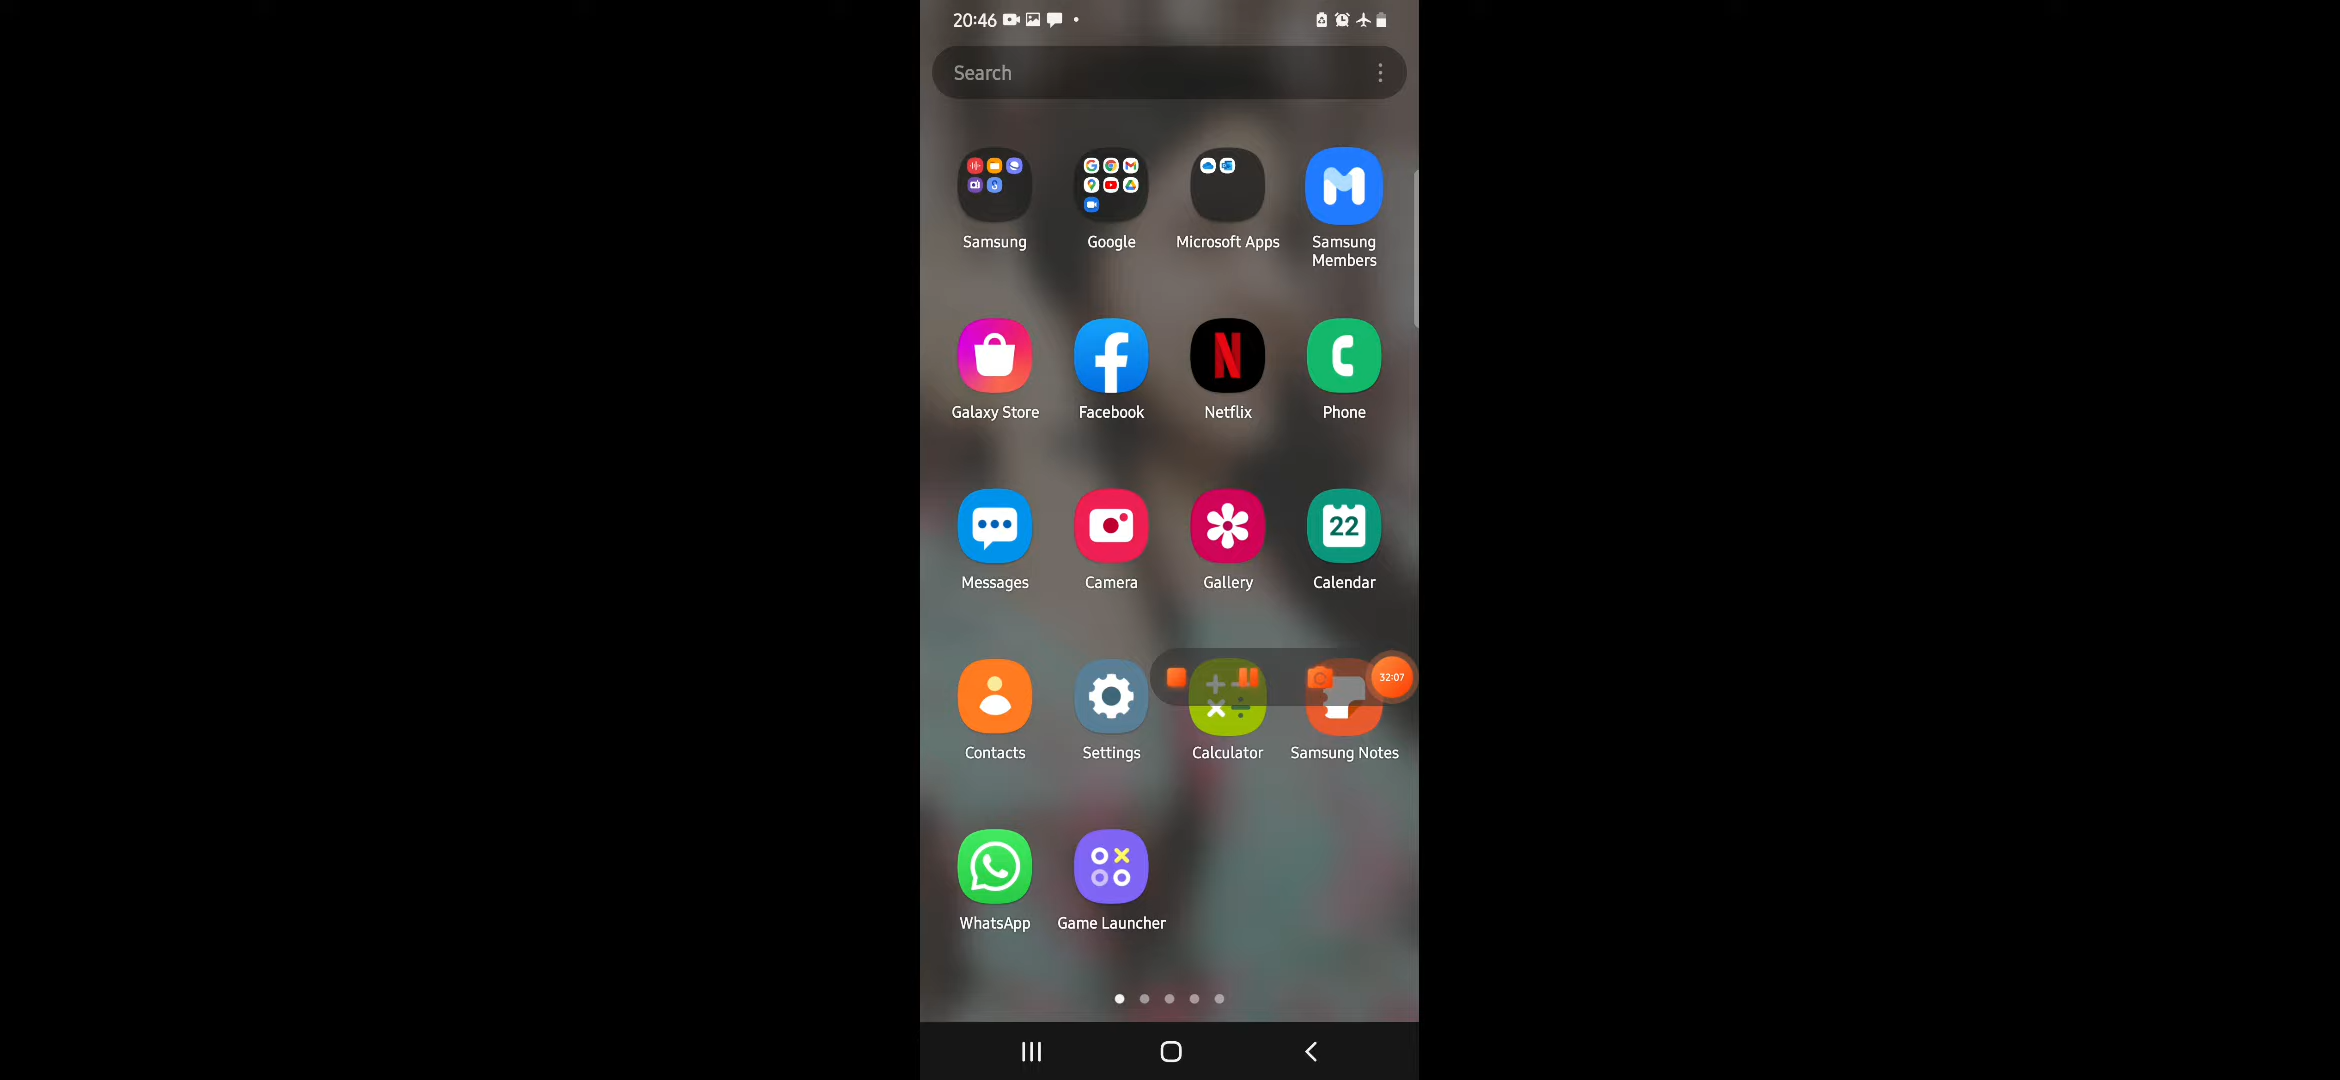 20:46
Search
Samsung Google Microsoft Apps Samsung Members
Galaxy Store Facebook Netflix Phone
22
Messages Camera Gallery Calendar
32:07
Contacts Settings Calculator Samsung Notes
WhatsApp Game Launcher